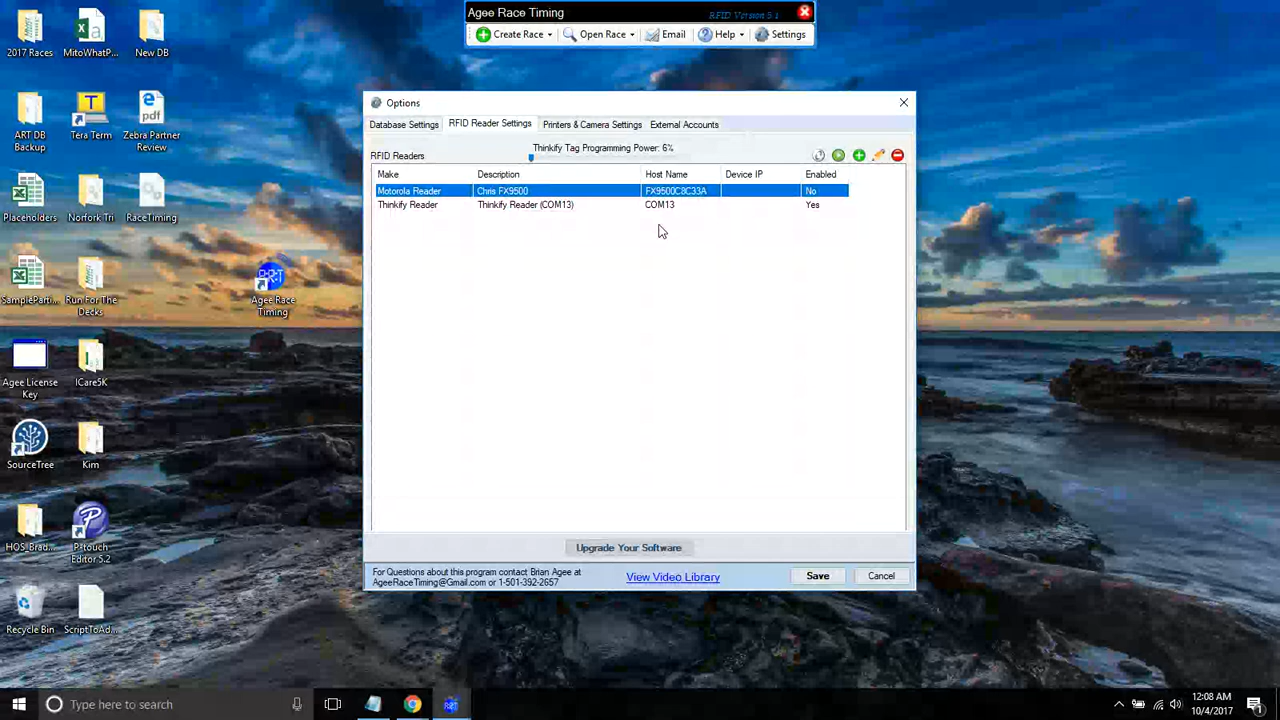 Agee Race Timing
RFID Version 5.1
Create Race
Open Race
Email
Help
Settings
2017 Races
MitoWhatP...
New DB
ART DB Backup
Tera Term
Zebra Partner Review
Placeholders
Norfork Tri
RaceTiming
SampleParti...
Run For The Decks
Agee Race Timing
Agee License Key
ICare5K
SourceTree
Kim
HOS_Brad...
P-touch Editor 5.2
Recycle Bin
ScriptToAd...
Options
Database Settings
RFID Reader Settings
Printers & Camera Settings
External Accounts
RFID Readers
Thinkify Tag Programming Power: 6%
Make Description Host Name Device IP Enabled
Motorola Reader Chris FX9500 FX9500C8C33A No
Thinkify Reader Thinkify Reader (COM13) COM13 Yes
Upgrade Your Software
For Questions about this program contact Brian Agee at
AgeeRaceTiming@Gmail.com or 1-501-392-2657
View Video Library
Save
Cancel
Type here to search
12:08 AM
10/4/2017